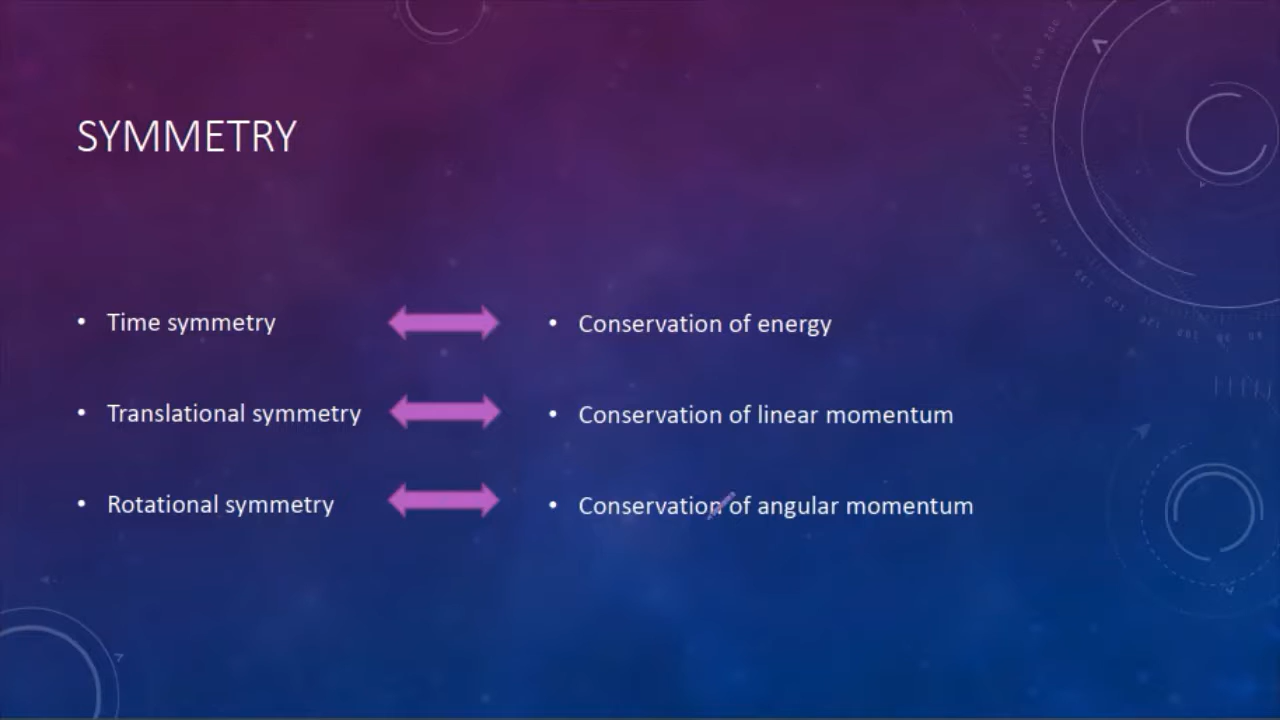 SYMMETRY
• Time symmetry
• Conservation of energy
• Translational symmetry
• Conservation of linear momentum
• Rotational symmetry
• Conservation of angular momentum